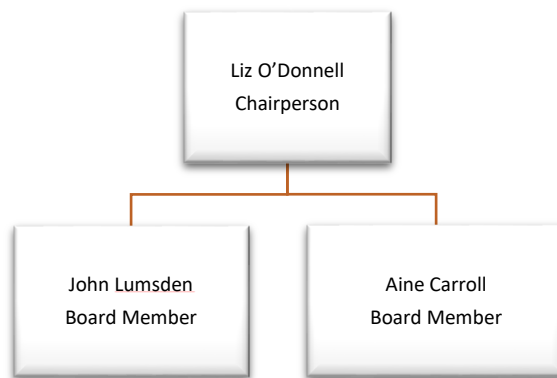 Liz O’Donnell
Chairperson
John Lumsden
Board Member
Aine Carroll
Board Member